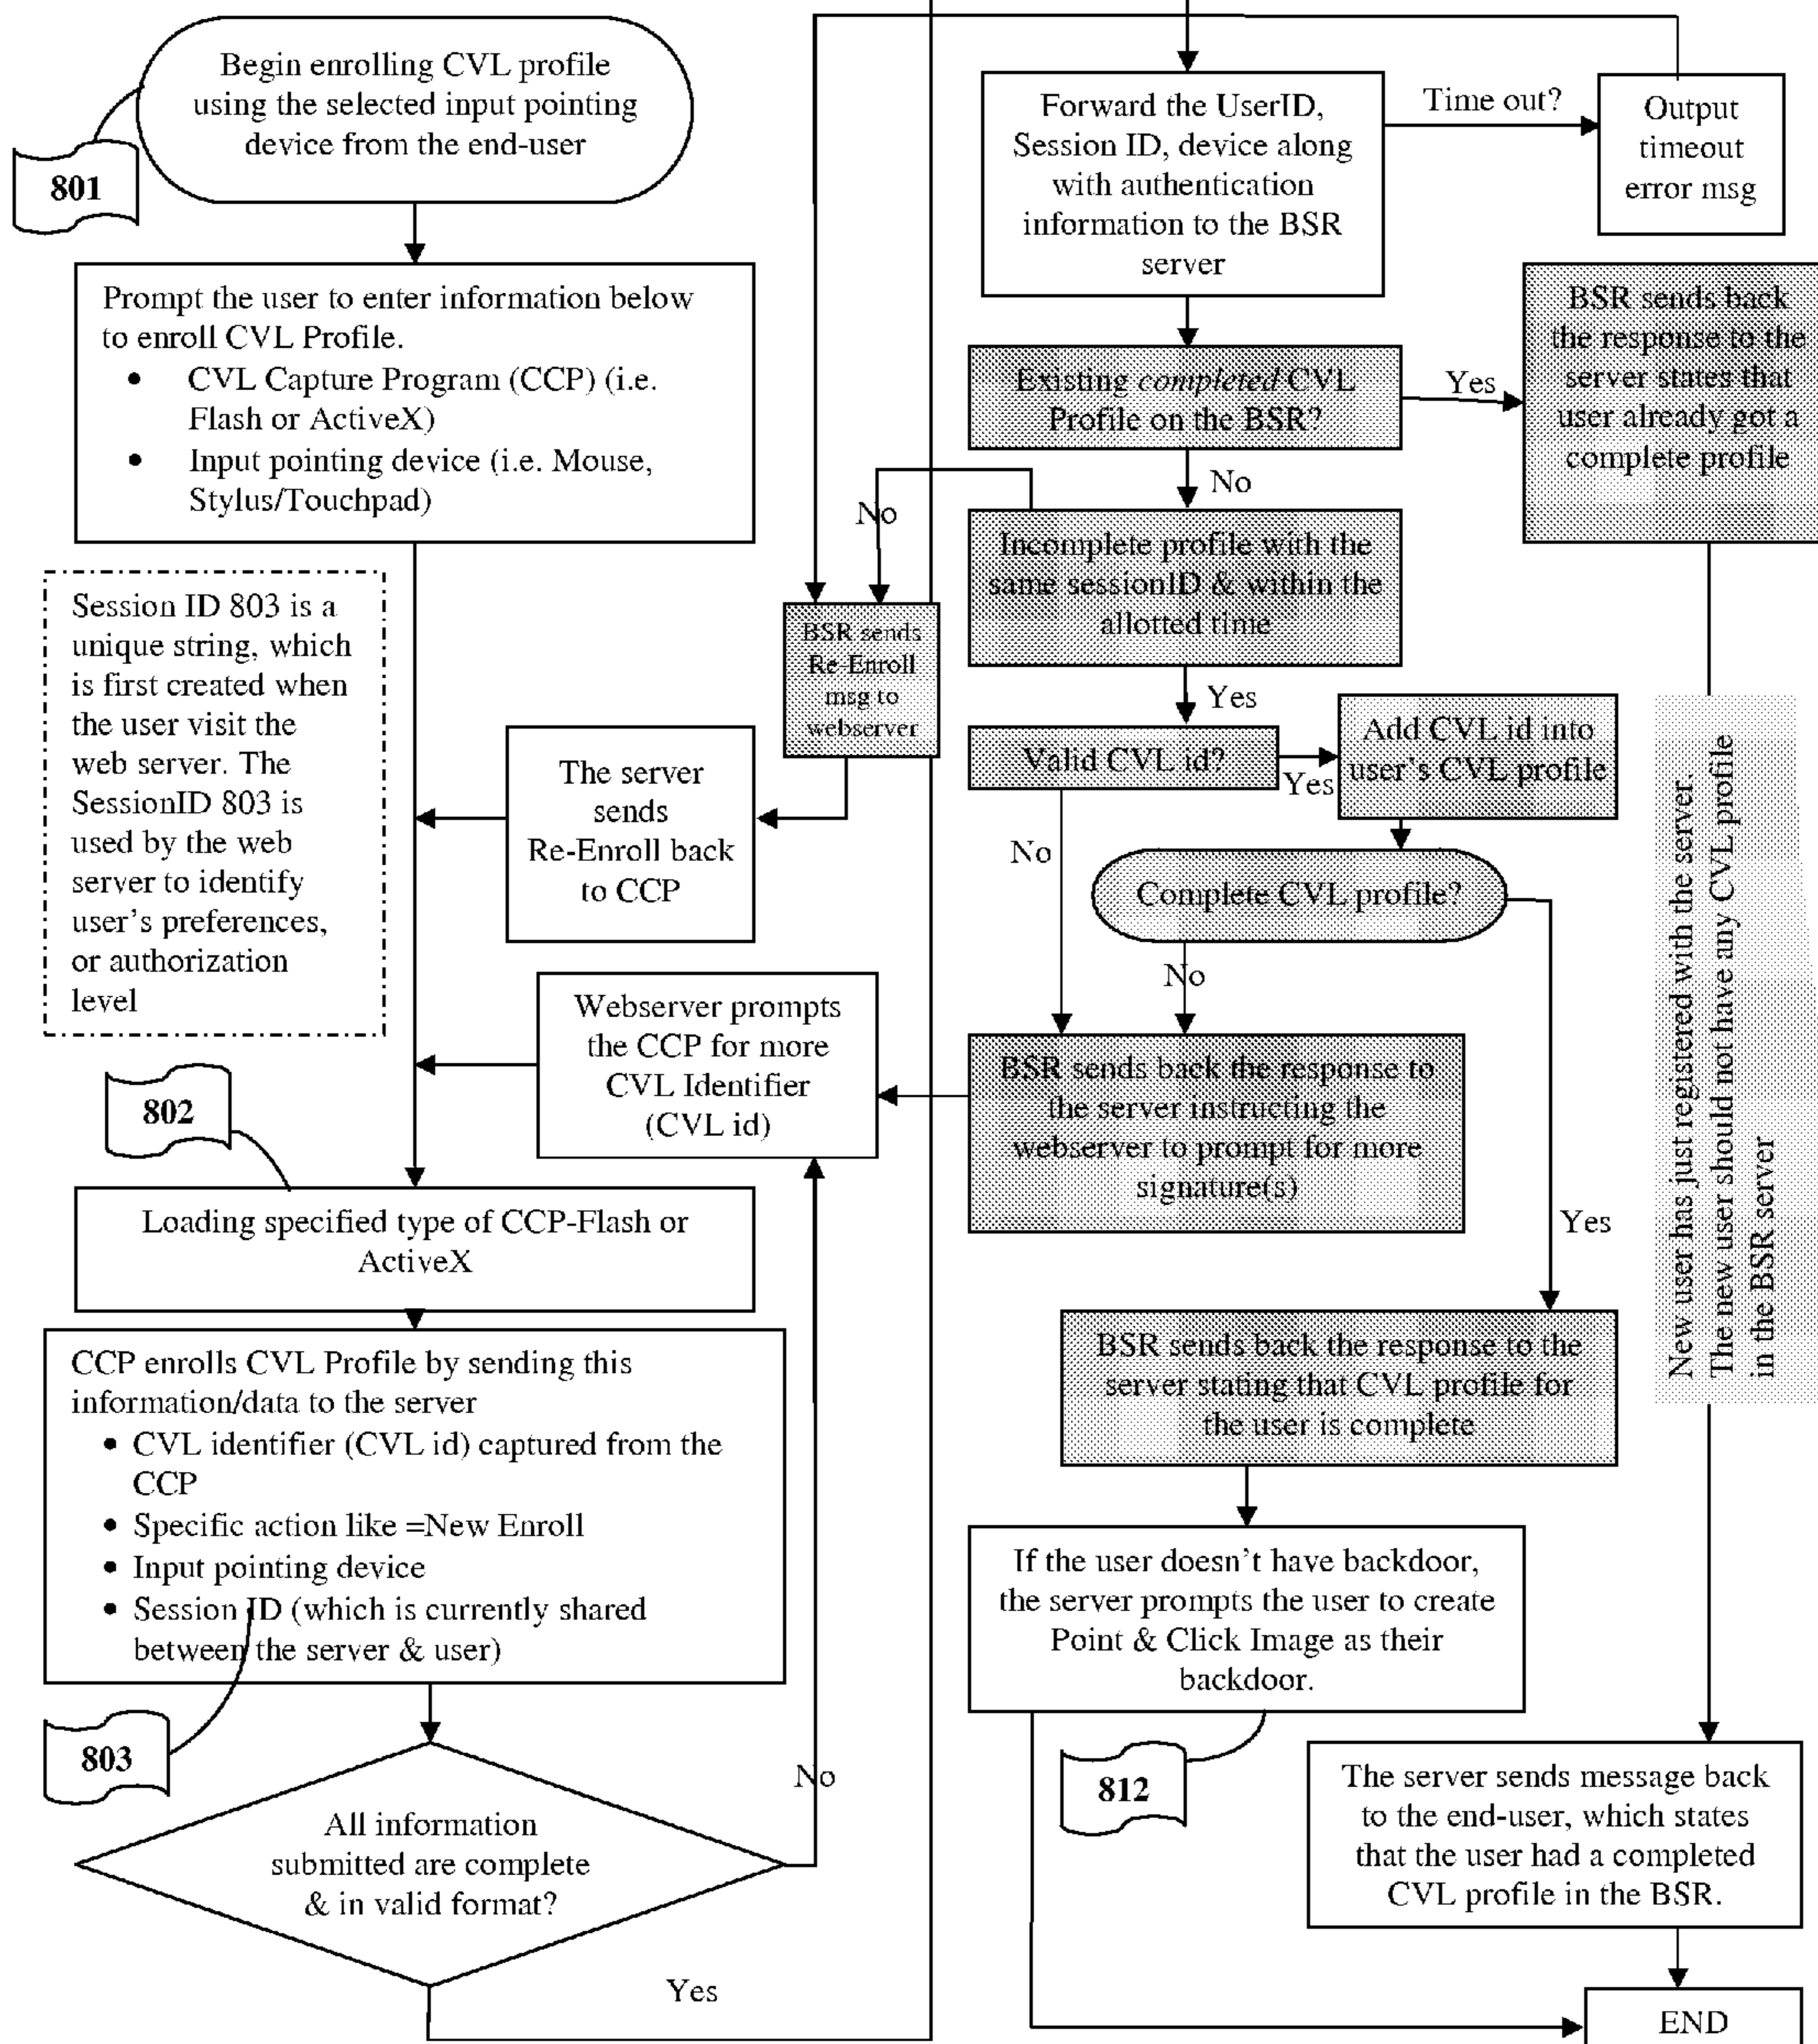 Begin enrolling CVL profile
using the selected input pointing
device from the end-user
801
Prompt the user to enter information below
to enroll CVL Profile.
• CVL Capture Program (CCP) (i.e.
Flash or ActiveX)
• Input pointing device (i.e. Mouse,
Stylus/Touchpad)
Session ID 803 is a
unique string, which
is first created when
the user visit the
web server. The
SessionID 803 is
used by the web
server to identify
user's preferences,
or authorization
level
The server
sends
Re-Enroll back
to CCP
Webserver prompts
the CCP for more
CVL Identifier
(CVL id)
802
Loading specified type of CCP-Flash or
ActiveX
CCP enrolls CVL Profile by sending this
information/data to the server
• CVL identifier (CVL id) captured from the
CCP
• Specific action like =New Enroll
• Input pointing device
• Session ID (which is currently shared
between the server & user)
803
All information
submitted are complete
& in valid format?
No
Yes
Forward the UserID,
Session ID, device along
with authentication
information to the BSR
server
Time out?
Output
timeout
error msg
Existing completed CVL
Profile on the BSR?
Yes
BSR sends back
the response to the
server states that
user already got a
complete profile
No
Incomplete profile with the
same sessionID & within the
allotted time
No
BSR sends
Re-Enroll
msg to
webserver
Yes
Valid CVL id?
Yes
Add CVL id into
user's CVL profile
No
Complete CVL profile?
No
BSR sends back the response to
the server instructing the
webserver to prompt for more
signature(s)
Yes
New user has just registered with the server.
The new user should not have any CVL profile
in the BSR server
BSR sends back the response to the
server stating that CVL profile for
the user is complete
If the user doesn't have backdoor,
the server prompts the user to create
Point & Click Image as their
backdoor.
812
The server sends message back
to the end-user, which states
that the user had a completed
CVL profile in the BSR.
END